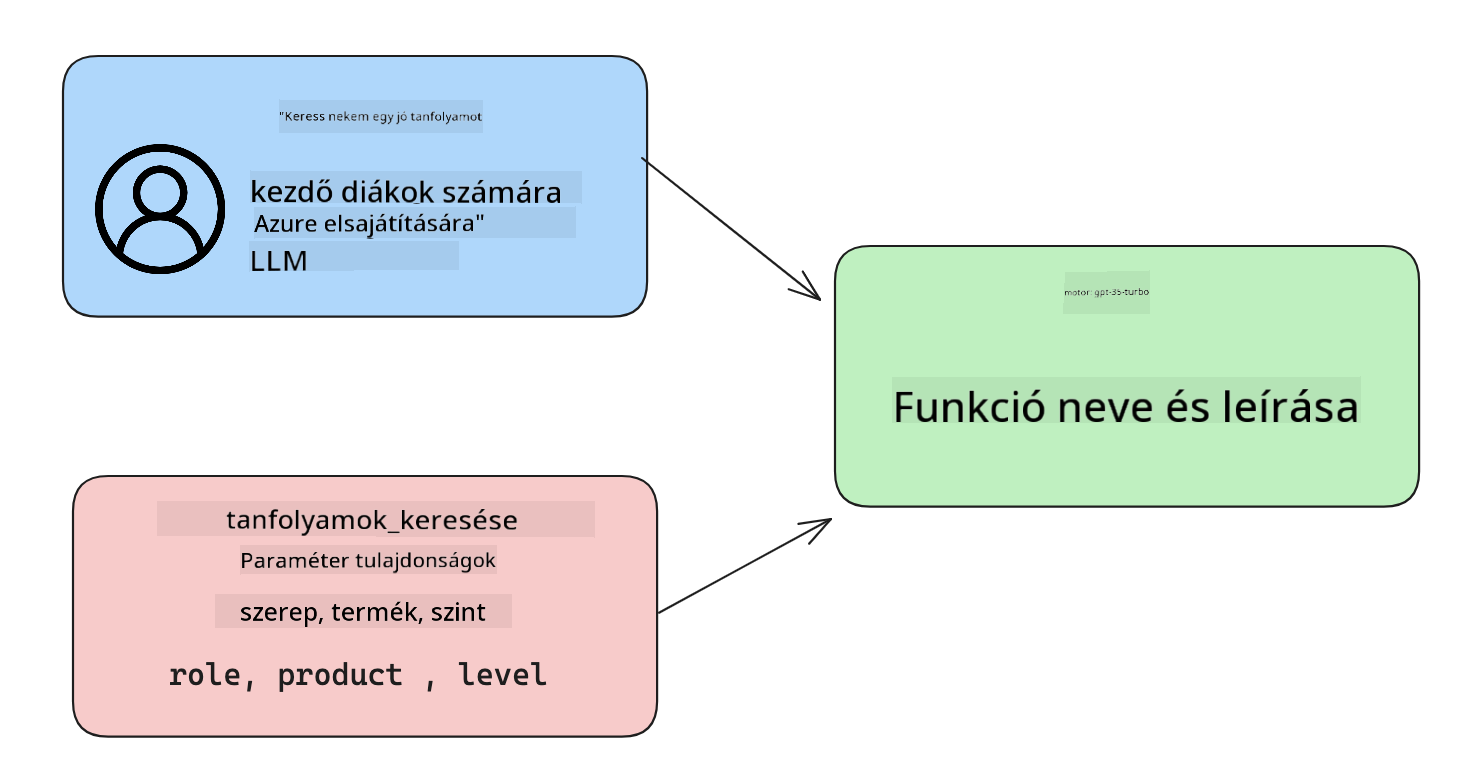 "Keress nekem egy jó tanfolyamot
kezdő diákok számára
Azure elsajátítására"
LLM
motor: gpt-35-turbo
Funkció neve és leírása
tanfolyamok_keresése
Paraméter tulajdonságok
szerep, termék, szint
role, product , level